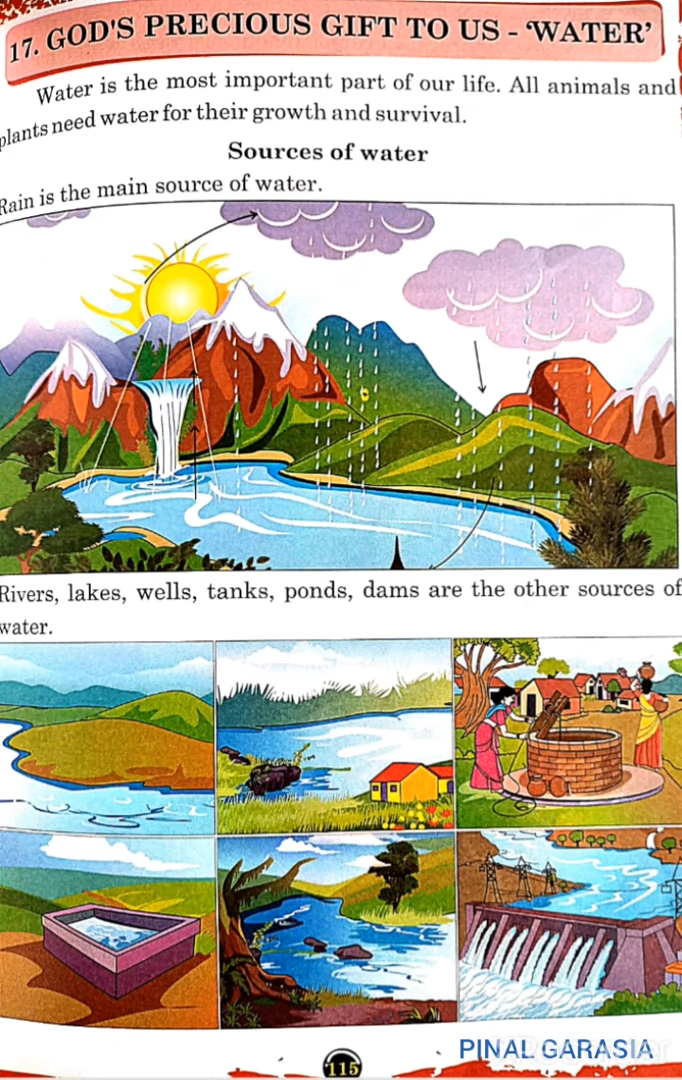 17. GOD'S PRECIOUS GIFT TO US - ‘WATER’
Water is the most important part of our life. All animals and
plants need water for their growth and survival.
Sources of water
Rain is the main source of water.
Rivers, lakes, wells, tanks, ponds, dams are the other sources of
water.
PINAL GARASIA
115